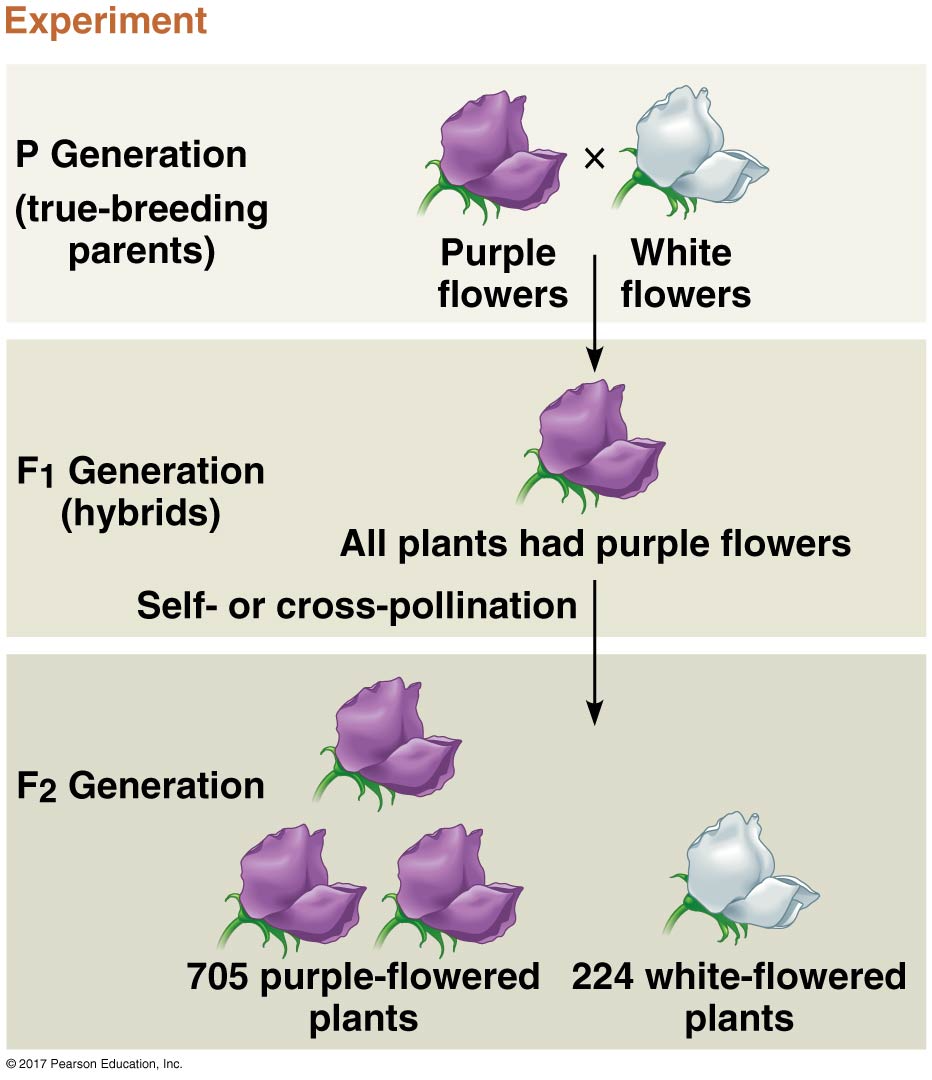 Experiment
P Generation
(true-breeding
parents)
×
Purple
flowers
White
flowers
F1 Generation
(hybrids)
All plants had purple flowers
Self- or cross-pollination
F2 Generation
705 purple-flowered
plants
224 white-flowered
plants
© 2017 Pearson Education, Inc.